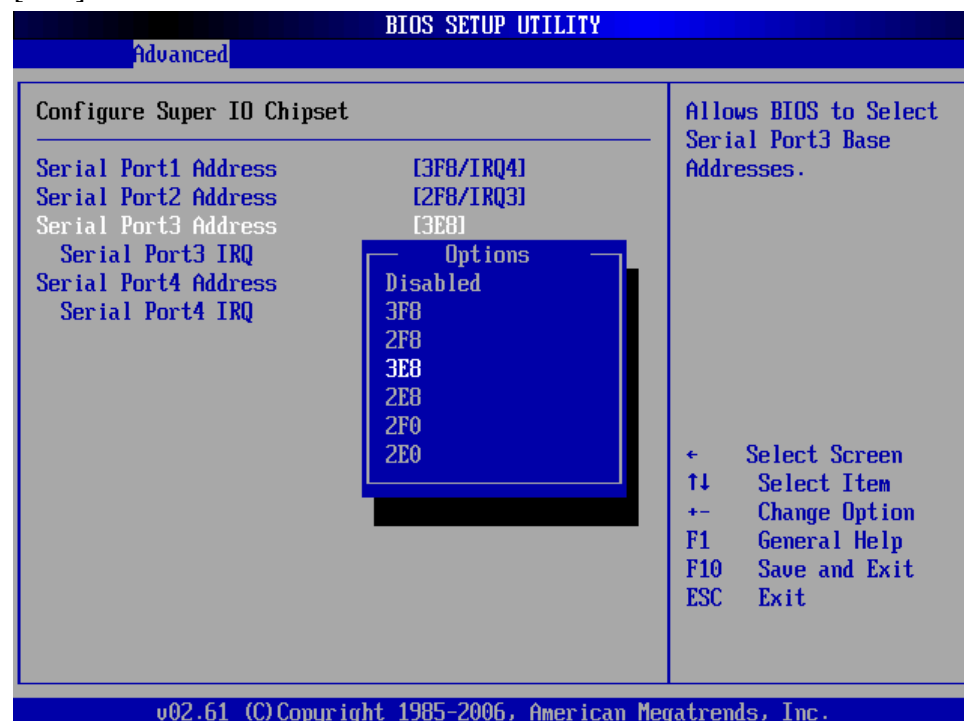 BIOS SETUP UTILITY
Advanced
Configure Super IO Chipset
Serial Port1 Address [3F8/IRQ4]
Serial Port2 Address [2F8/IRQ3]
Serial Port3 Address [3E8]
Serial Port3 IRQ
Serial Port4 Address
Serial Port4 IRQ
Options
Disabled
3F8
2F8
3E8
2E8
2F0
2E0
Allows BIOS to Select
Serial Port3 Base
Addresses.
← Select Screen
↑↓ Select Item
+- Change Option
F1 General Help
F10 Save and Exit
ESC Exit
v02.61 (C)Copyright 1985-2006, American Megatrends, Inc.